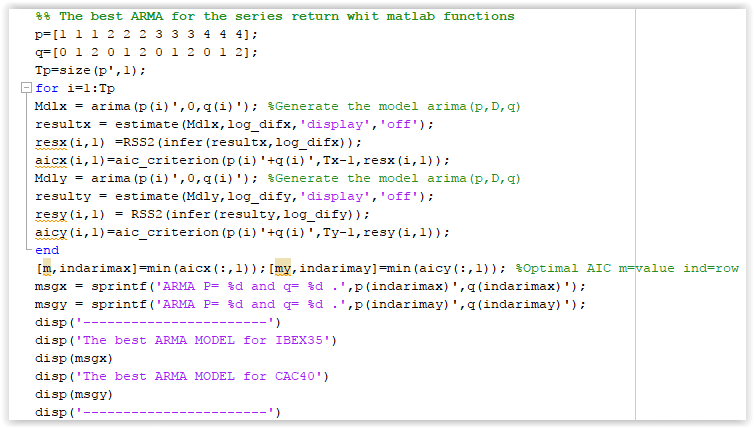 %% The best ARMA for the series return whit matlab functions
p=[1 1 1 2 2 2 3 3 3 4 4 4];
q=[0 1 2 0 1 2 0 1 2 0 1 2];
Tp=size(p',1);
for i=1:Tp
Mdlx = arima(p(i)',0,q(i)'); %Generate the model arima(p,D,q)
resultx = estimate(Mdlx,log_difx,'display','off');
resx(i,1) =RSS2(infer(resultx,log_difx));
aicx(i,1)=aic_criterion(p(i)'+q(i)',Tx-1,resx(i,1));
Mdly = arima(p(i)',0,q(i)'); %Generate the model arima(p,D,q)
resulty = estimate(Mdly,log_dify,'display','off');
resy(i,1) = RSS2(infer(resulty,log_dify));
aicy(i,1)=aic_criterion(p(i)'+q(i)',Ty-1,resy(i,1));
end
[m,indarimax]=min(aicx(:,1));[my,indarimay]=min(aicy(:,1)); %Optimal AIC m=value ind=row
msgx = sprintf('ARMA P= %d and q= %d .',p(indarimax)',q(indarimax)');
msgy = sprintf('ARMA P= %d and q= %d .',p(indarimay)',q(indarimay)');
disp('-----------------------')
disp('The best ARMA MODEL for IBEX35')
disp(msgx)
disp('The best ARMA MODEL for CAC40')
disp(msgy)
disp('-----------------------')